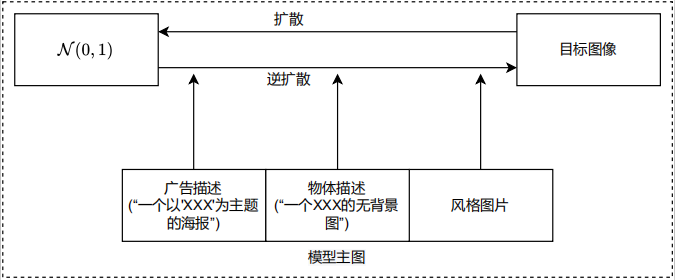 扩散
𝒩(0, 1)
目标图像
逆扩散
广告描述
(“一个以'XXX'为主题
的海报”)
物体描述
(“一个XXX的无背景
图”)
风格图片
模型主图